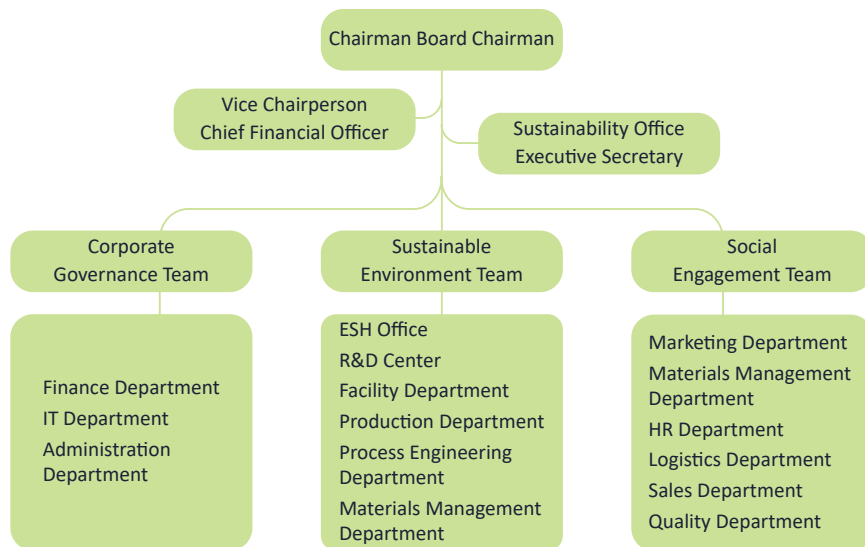 Chairman Board Chairman
Vice Chairperson
Chief Financial Officer
Sustainability Office
Executive Secretary
Corporate
Governance Team
Sustainable
Environment Team
Social
Engagement Team
Finance Department
IT Department
Administration
Department
ESH Office
R&D Center
Facility Department
Production Department
Process Engineering
Department
Materials Management
Department
Marketing Department
Materials Management
Department
HR Department
Logistics Department
Sales Department
Quality Department